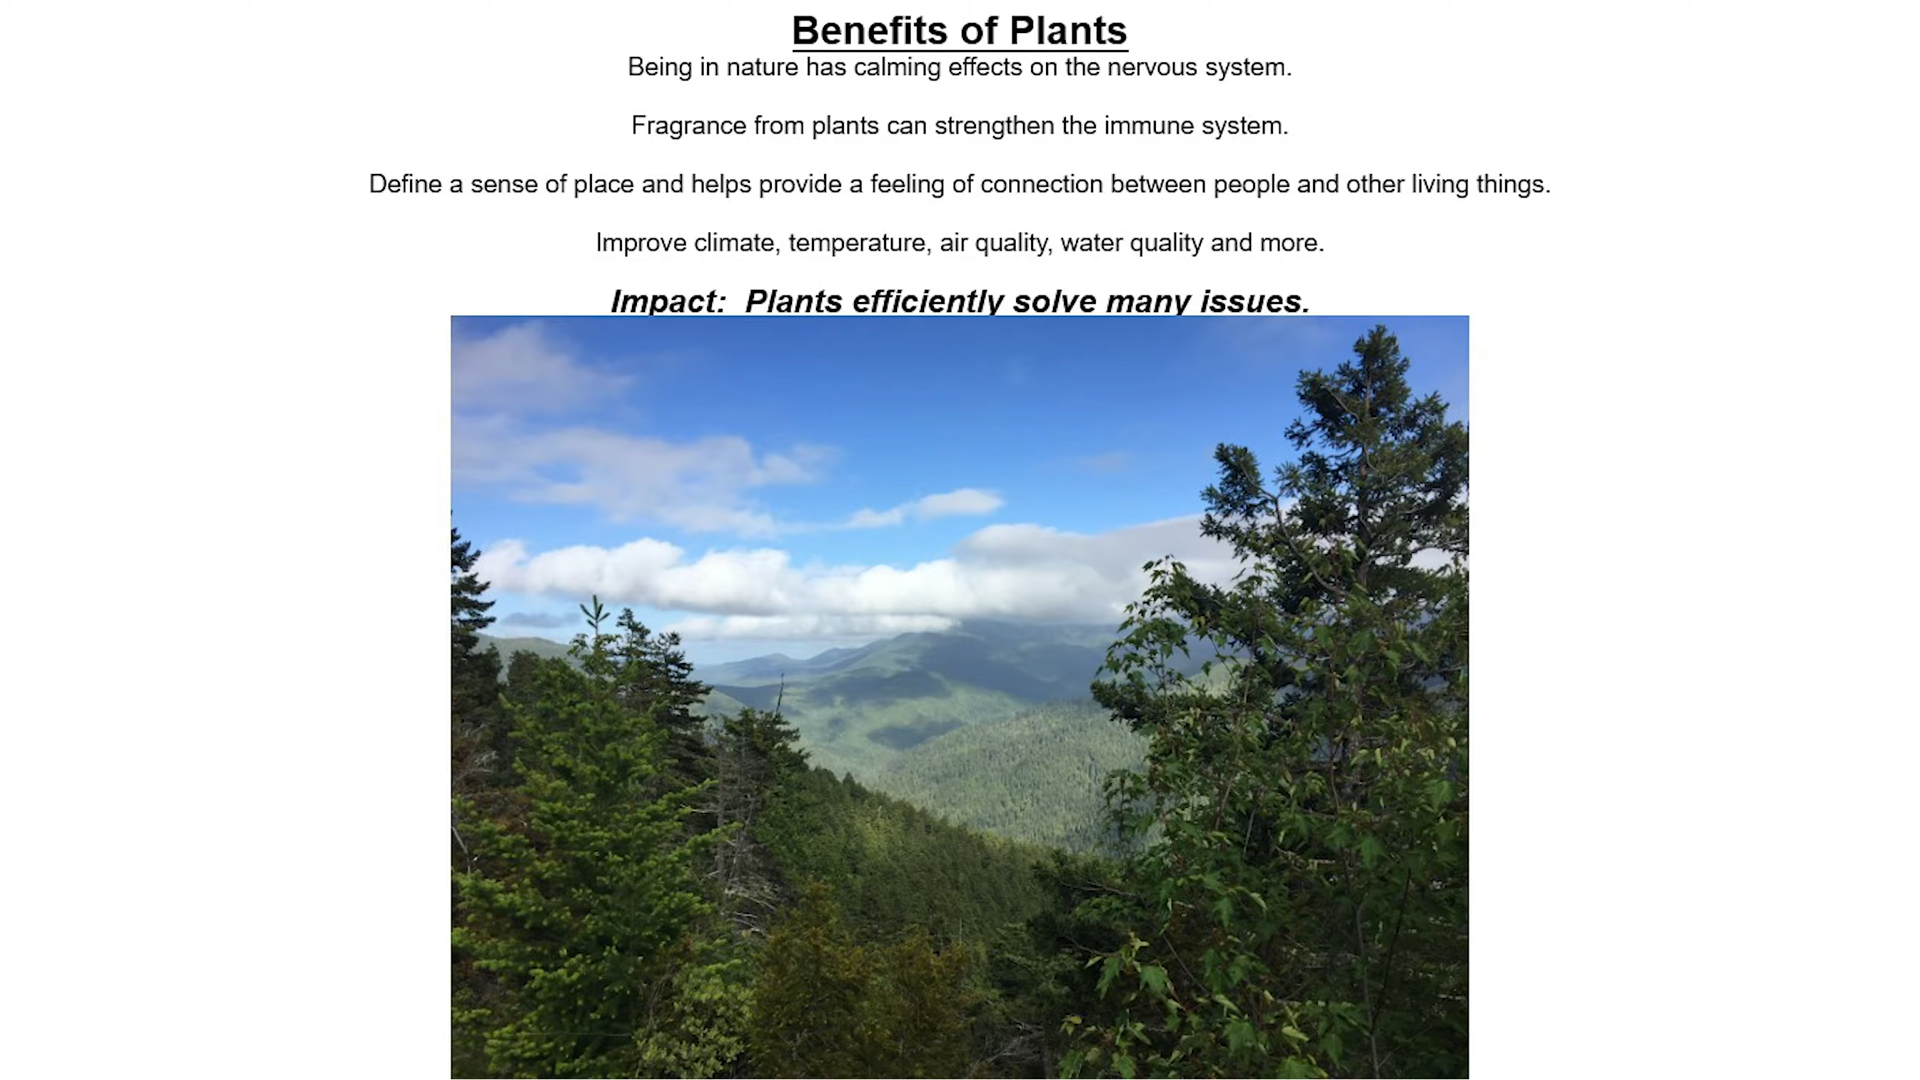 Benefits of Plants
Being in nature has calming effects on the nervous system.
Fragrance from plants can strengthen the immune system.
Define a sense of place and helps provide a feeling of connection between people and other living things.
Improve climate, temperature, air quality, water quality and more.
Impact:  Plants efficiently solve many issues.